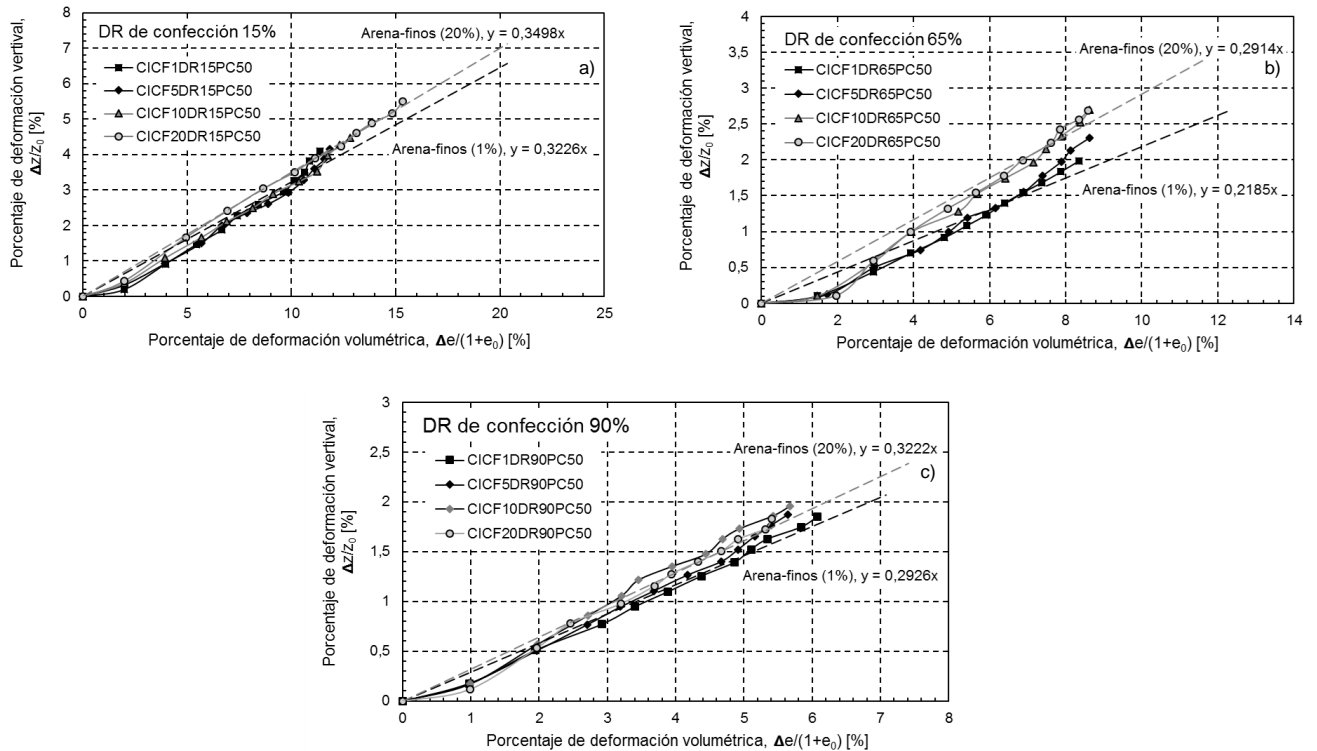 DR de confección 15%
Arena-finos (20%), y = 0,3498x
a)
CICF1DR15PC50
CICF5DR15PC50
CICF10DR15PC50
CICF20DR15PC50
Arena-finos (1%), y = 0,3226x
8
7
6
5
4
3
2
1
0
0 5 10 15 20 25
Porcentaje de deformación vertival,
Δz/z0 [%]
Porcentaje de deformación volumétrica, Δe/(1+e0) [%]
DR de confección 65%
Arena-finos (20%), y = 0.2914x
b)
CICF1DR65PC50
CICF5DR65PC50
CICF10DR65PC50
CICF20DR65PC50
Arena-finos (1%), y = 0,2185x
4
3,5
3
2,5
2
1,5
1
0,5
0
0 2 4 6 8 10 12 14
Porcentaje de deformación vertival,
Δz/z0 [%]
Porcentaje de deformación volumétrica, Δe/(1+e0) [%]
DR de confección 90%
Arena-finos (20%), y = 0,3222x
c)
CICF1DR90PC50
CICF5DR90PC50
CICF10DR90PC50
CICF20DR90PC50
Arena-finos (1%), y = 0,2926x
3
2,5
2
1,5
1
0,5
0
0 1 2 3 4 5 6 7 8
Porcentaje de deformación vertival,
Δz/z0 [%]
Porcentaje de deformación volumétrica, Δe/(1+e0) [%]